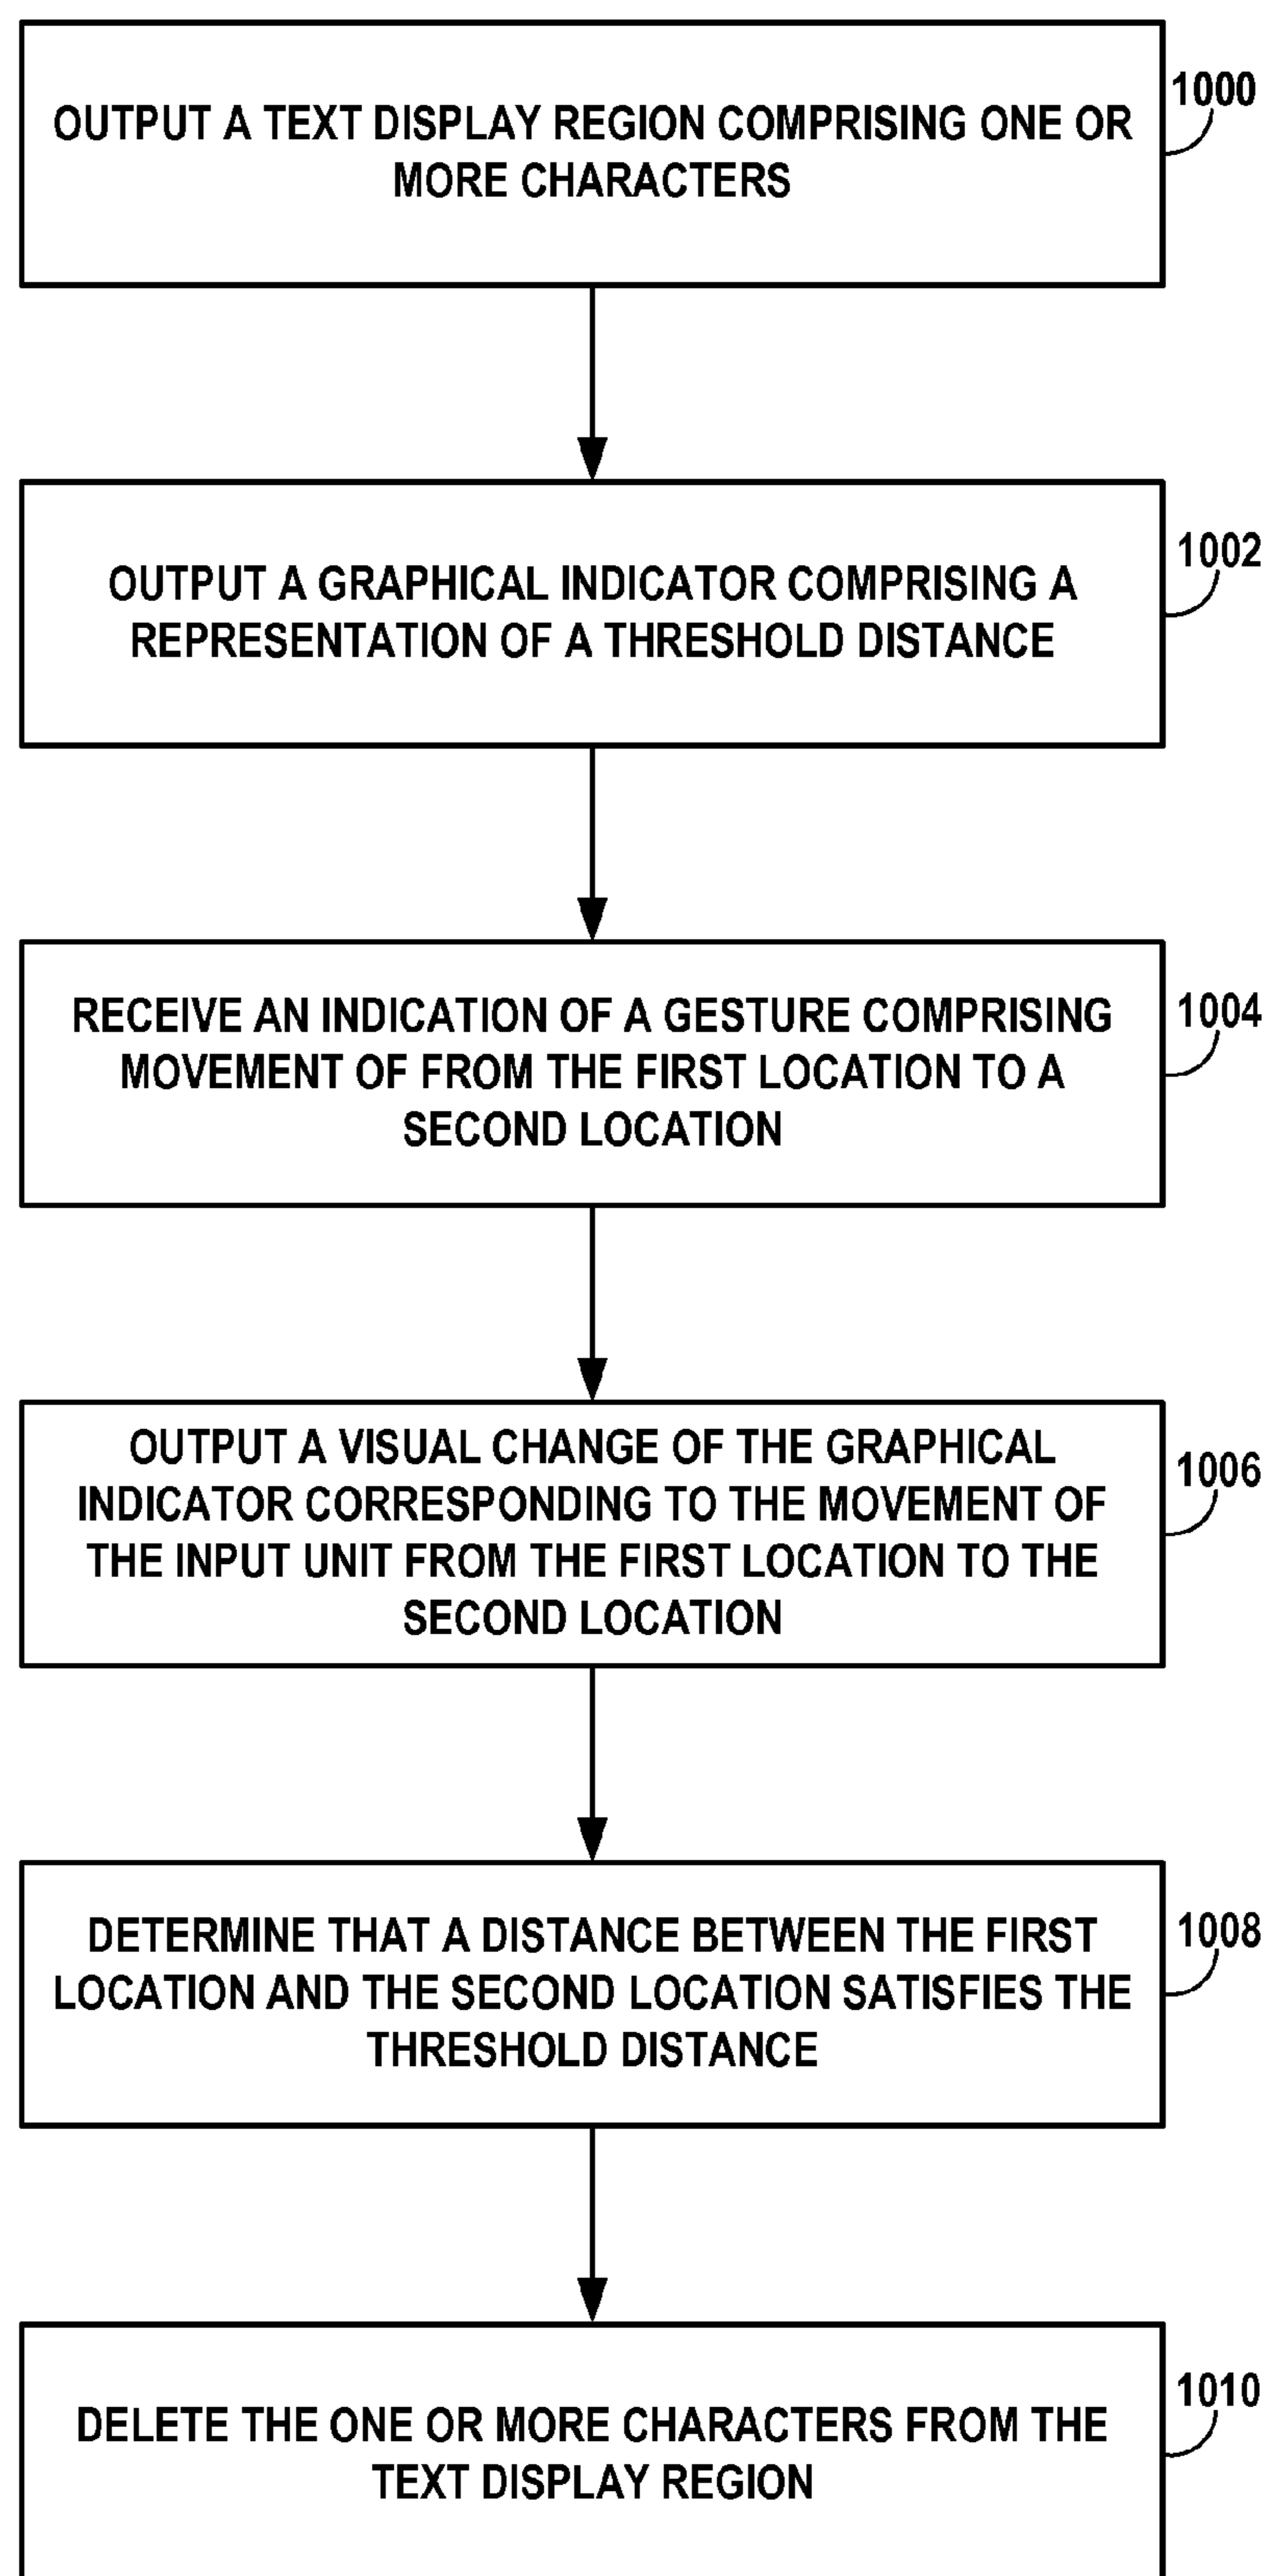 1000
OUTPUT A TEXT DISPLAY REGION COMPRISING ONE OR
MORE CHARACTERS
1002
OUTPUT A GRAPHICAL INDICATOR COMPRISING A
REPRESENTATION OF A THRESHOLD DISTANCE
1004
RECEIVE AN INDICATION OF A GESTURE COMPRISING
MOVEMENT OF FROM THE FIRST LOCATION TO A
SECOND LOCATION
1006
OUTPUT A VISUAL CHANGE OF THE GRAPHICAL
INDICATOR CORRESPONDING TO THE MOVEMENT OF
THE INPUT UNIT FROM THE FIRST LOCATION TO THE
SECOND LOCATION
1008
DETERMINE THAT A DISTANCE BETWEEN THE FIRST
LOCATION AND THE SECOND LOCATION SATISFIES THE
THRESHOLD DISTANCE
1010
DELETE THE ONE OR MORE CHARACTERS FROM THE
TEXT DISPLAY REGION